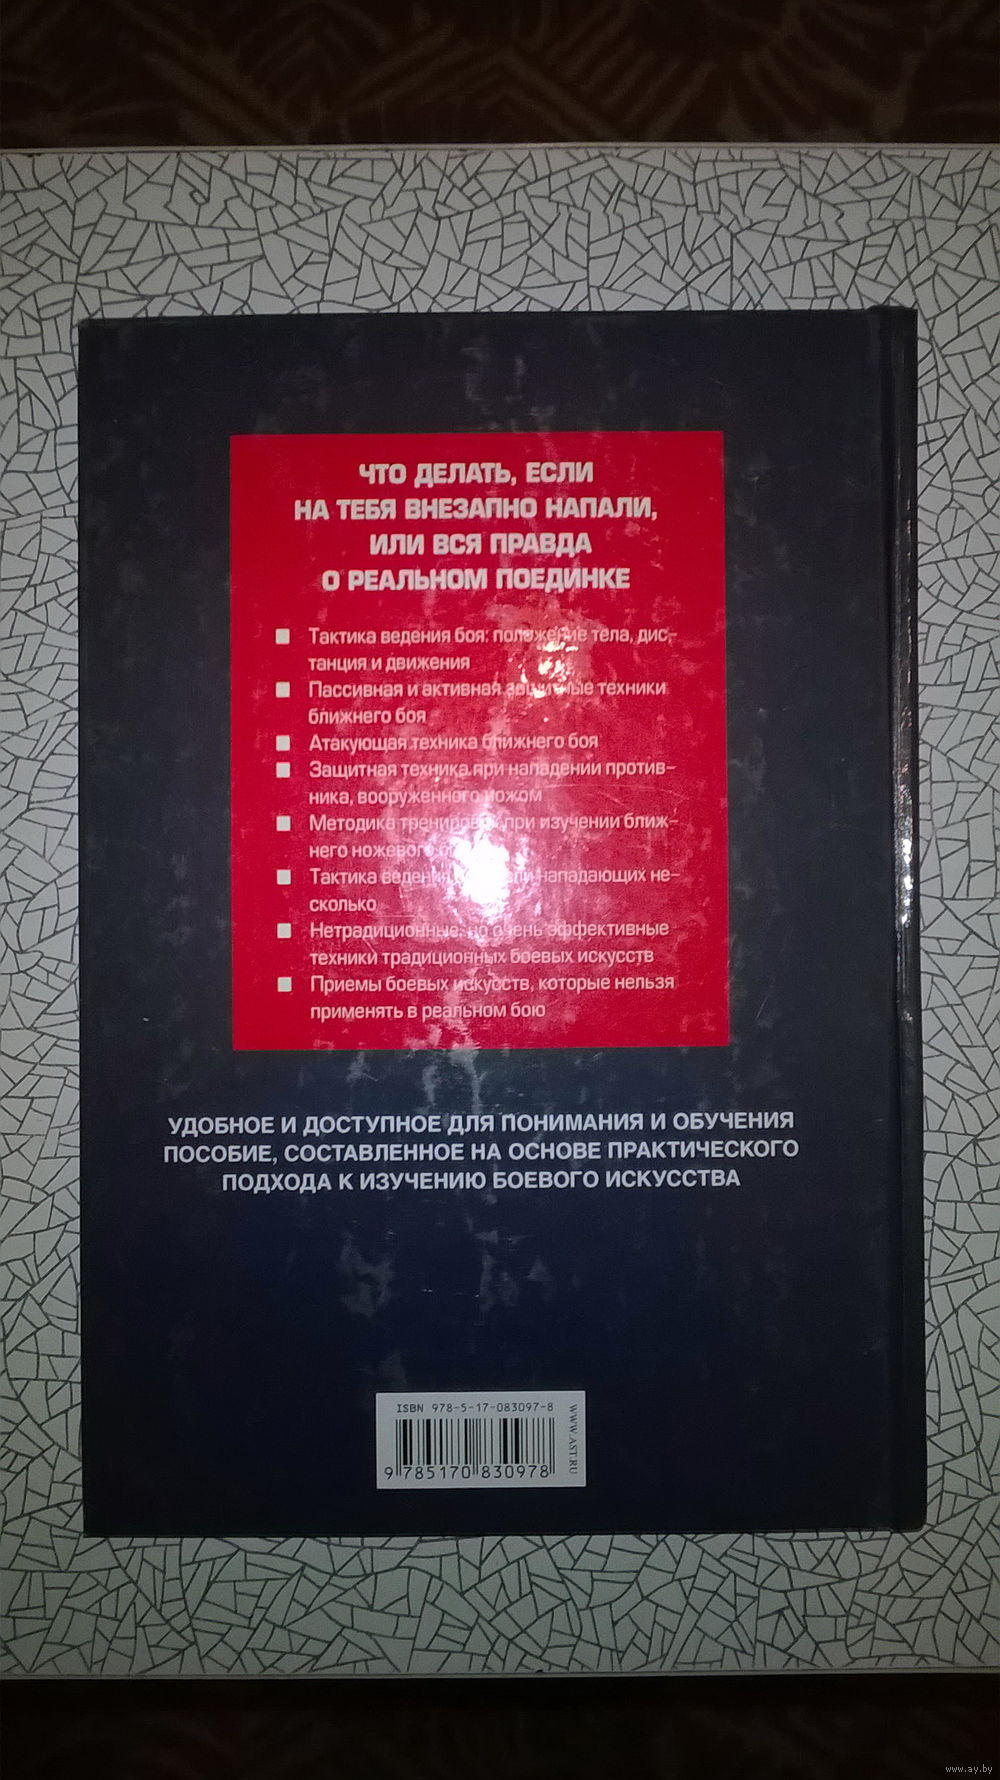 ЧТО ДЕЛАТЬ, ЕСЛИ
НА ТЕБЯ ВНЕЗАПНО НАПАЛИ,
ИЛИ ВСЯ ПРАВДА
О РЕАЛЬНОМ ПОЕДИНКЕ
Тактика ведения боя: положение тела, дис-
танция и движения
Пассивная и активная защитные техники
ближнего боя
Атакующая техника ближнего боя
Защитная техника при нападении против-
ника, вооруженного ножом
Методика тренировок при изучении ближ-
него ножевого
Тактика ведения нападающих не-
сколько
Нетрадиционные, но очень эффективные
техники традиционных боевых искусств
Приемы боевых искусств, которые нельзя
применять в реальном бою
УДОБНОЕ И ДОСТУПНОЕ ДЛЯ ПОНИМАНИЯ И ОБУЧЕНИЯ
ПОСОБИЕ, СОСТАВЛЕННОЕ НА ОСНОВЕ ПРАКТИЧЕСКОГО
ПОДХОДА К ИЗУЧЕНИЮ БОЕВОГО ИСКУССТВА
ISBN 978-5-17-083097-8
WWW.AST.RU
9 785170 830978
www.ay.by